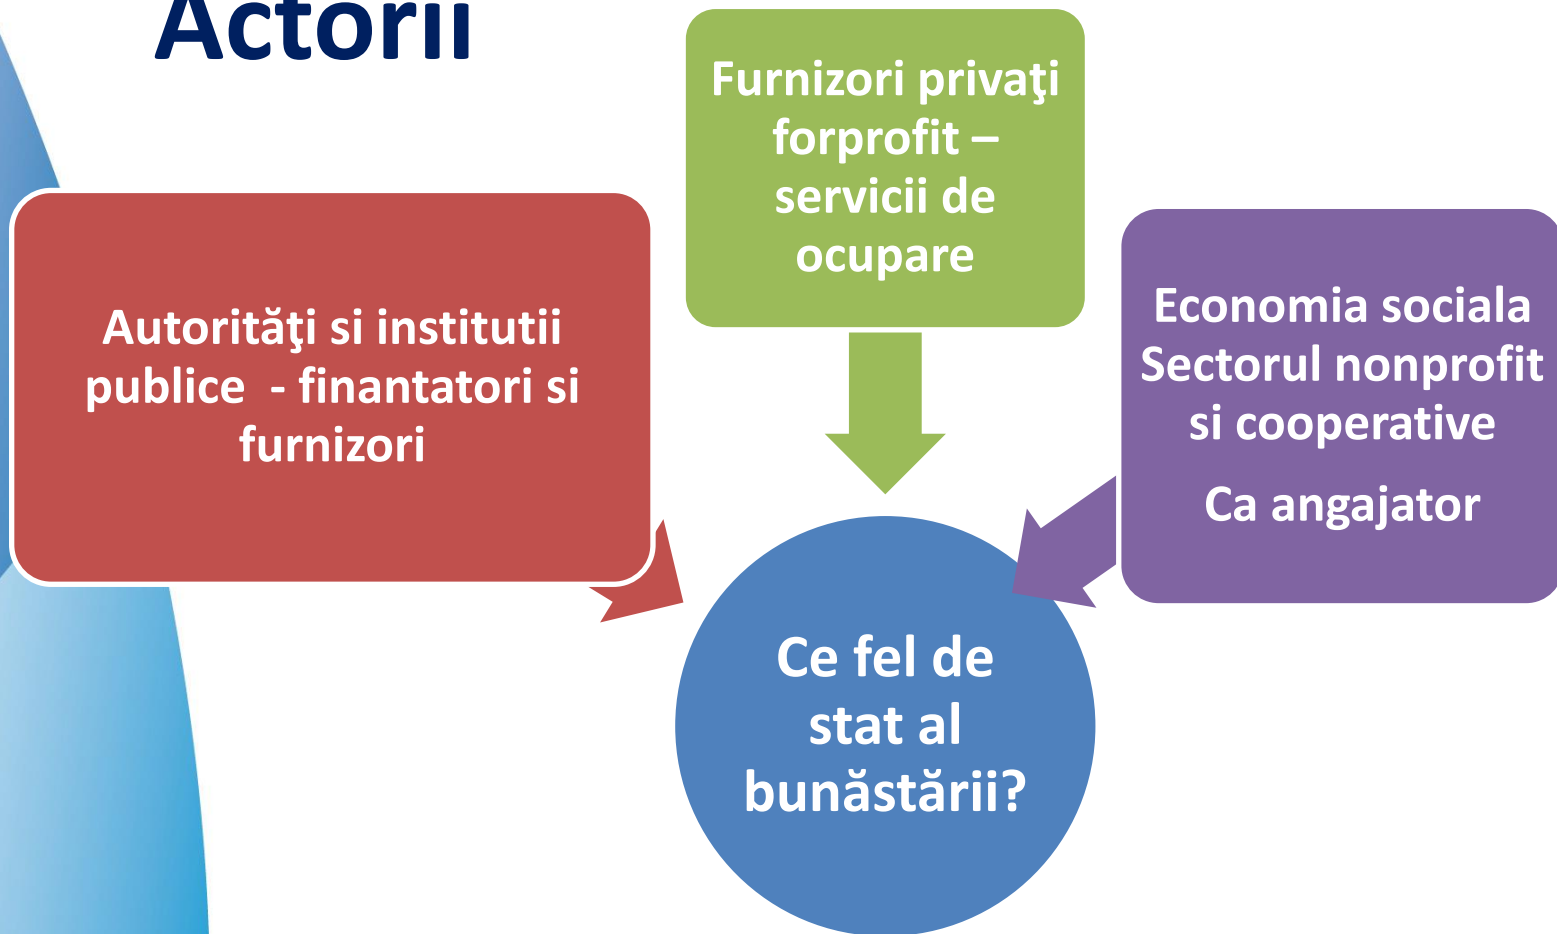 Actorii
Furnizori privaţi
forprofit –
servicii de
ocupare
Autorităţi si institutii
publice - finantatori si
furnizori
Economia sociala
Sectorul nonprofit
si cooperative
Ca angajator
Ce fel de
stat al
bunăstării?